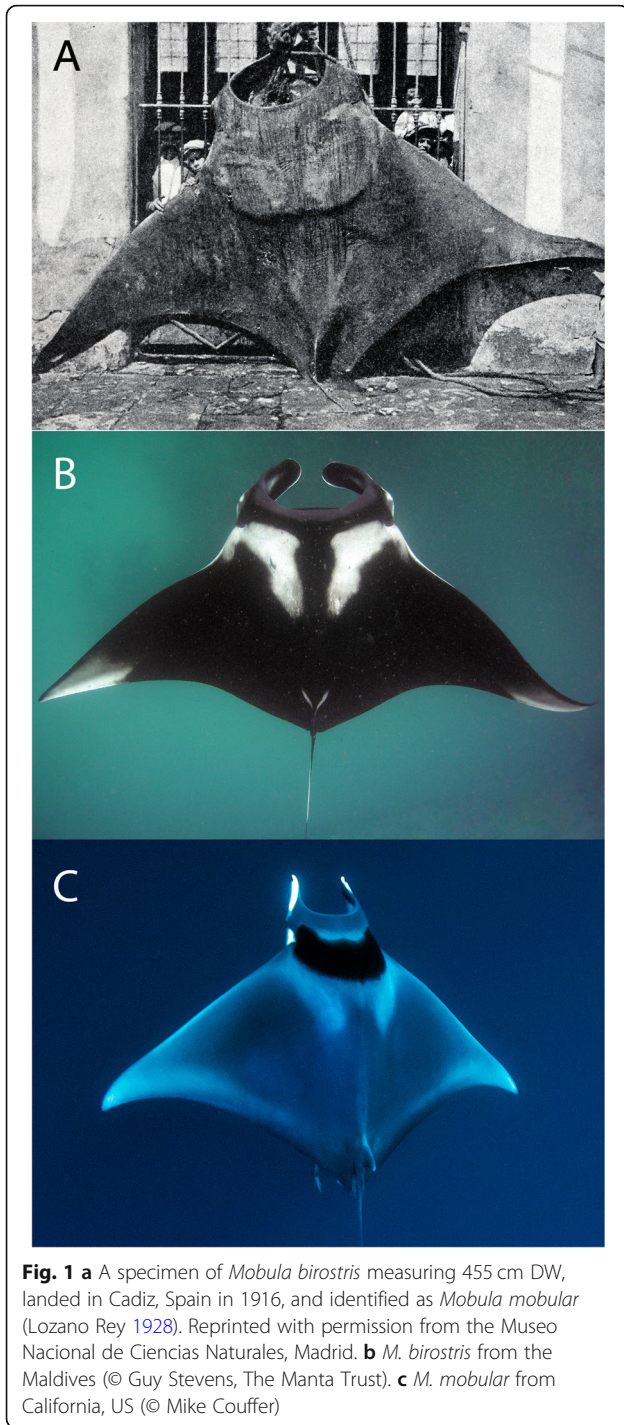 A
B
C
Fig. 1 a A specimen of Mobula birostris measuring 455 cm DW,
landed in Cadiz, Spain in 1916, and identified as Mobula mobular
(Lozano Rey 1928). Reprinted with permission from the Museo
Nacional de Ciencias Naturales, Madrid. b M. birostris from the
Maldives (© Guy Stevens, The Manta Trust). c M. mobular from
California, US (© Mike Couffer)